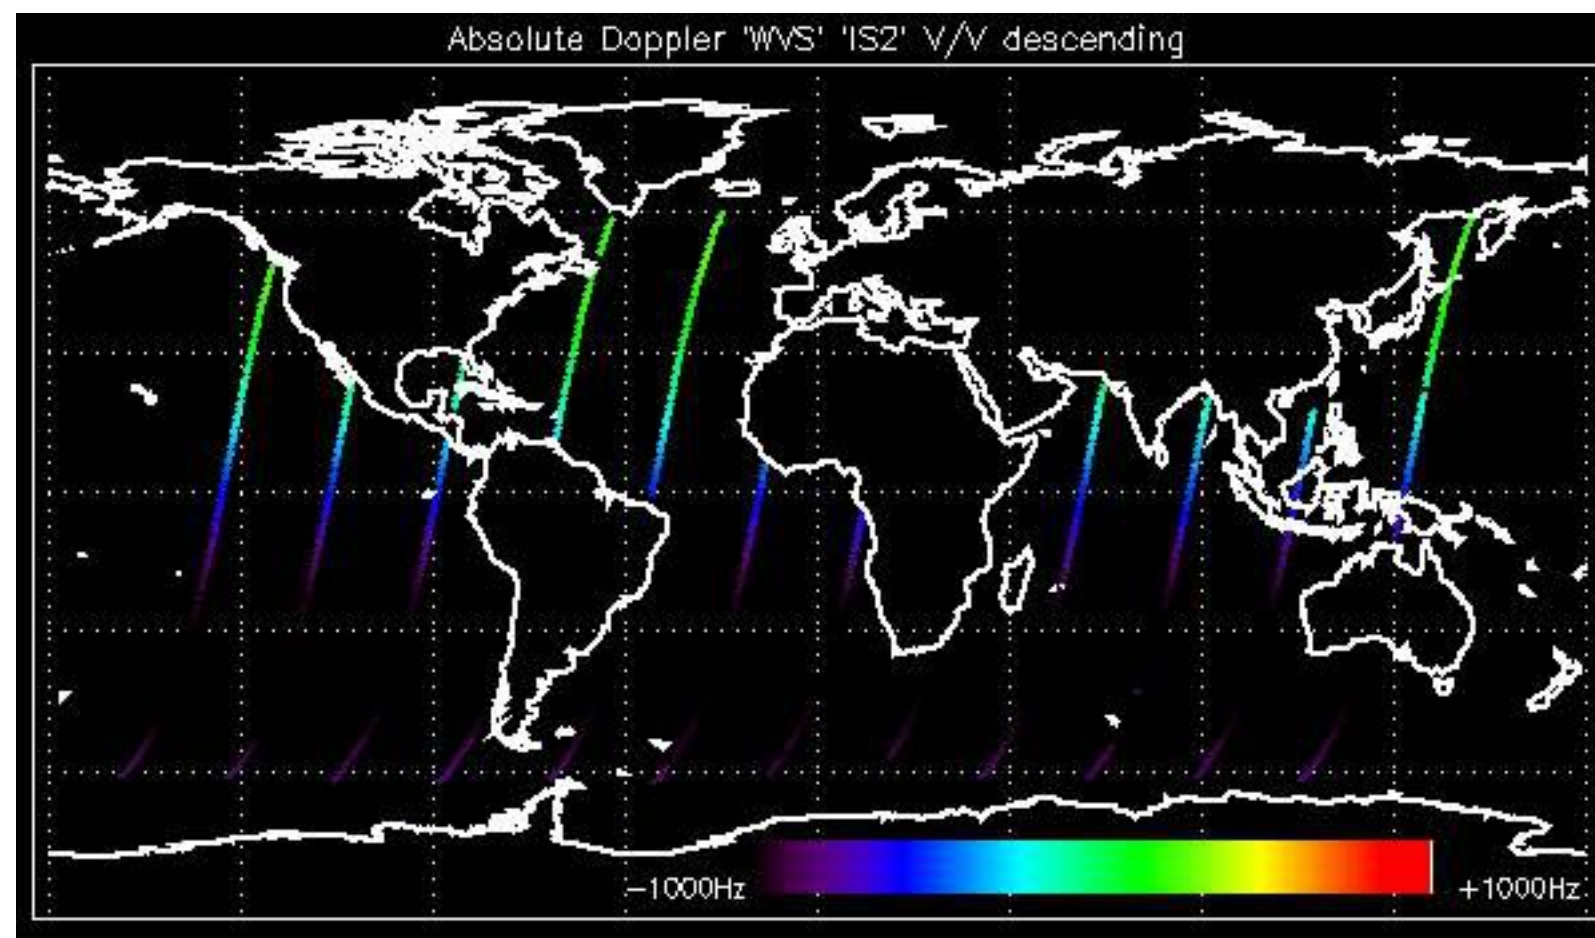 Absolute Doppler 'WVS' 'IS2' V/V descending
−1000Hz
+1000Hz